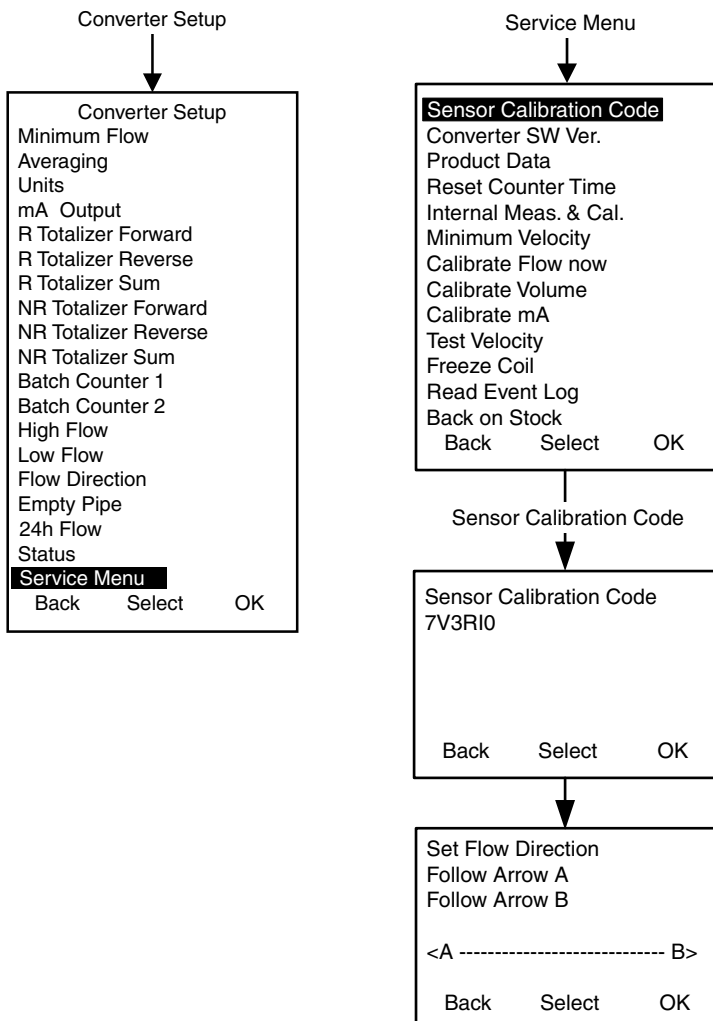 Converter Setup
Converter Setup
Minimum Flow
Averaging
Units
mA Output
R Totalizer Forward
R Totalizer Reverse
R Totalizer Sum
NR Totalizer Forward
NR Totalizer Reverse
NR Totalizer Sum
Batch Counter 1
Batch Counter 2
High Flow
Low Flow
Flow Direction
Empty Pipe
24h Flow
Status
Service Menu
Back Select OK
Service Menu
Sensor Calibration Code
Converter SW Ver.
Product Data
Reset Counter Time
Internal Meas. & Cal.
Minimum Velocity
Calibrate Flow now
Calibrate Volume
Calibrate mA
Test Velocity
Freeze Coil
Read Event Log
Back on Stock
Back Select OK
Sensor Calibration Code
Sensor Calibration Code
7V3RI0
Back Select OK
Set Flow Direction
Follow Arrow A
Follow Arrow B
<A ----------------------------- B>
Back Select OK